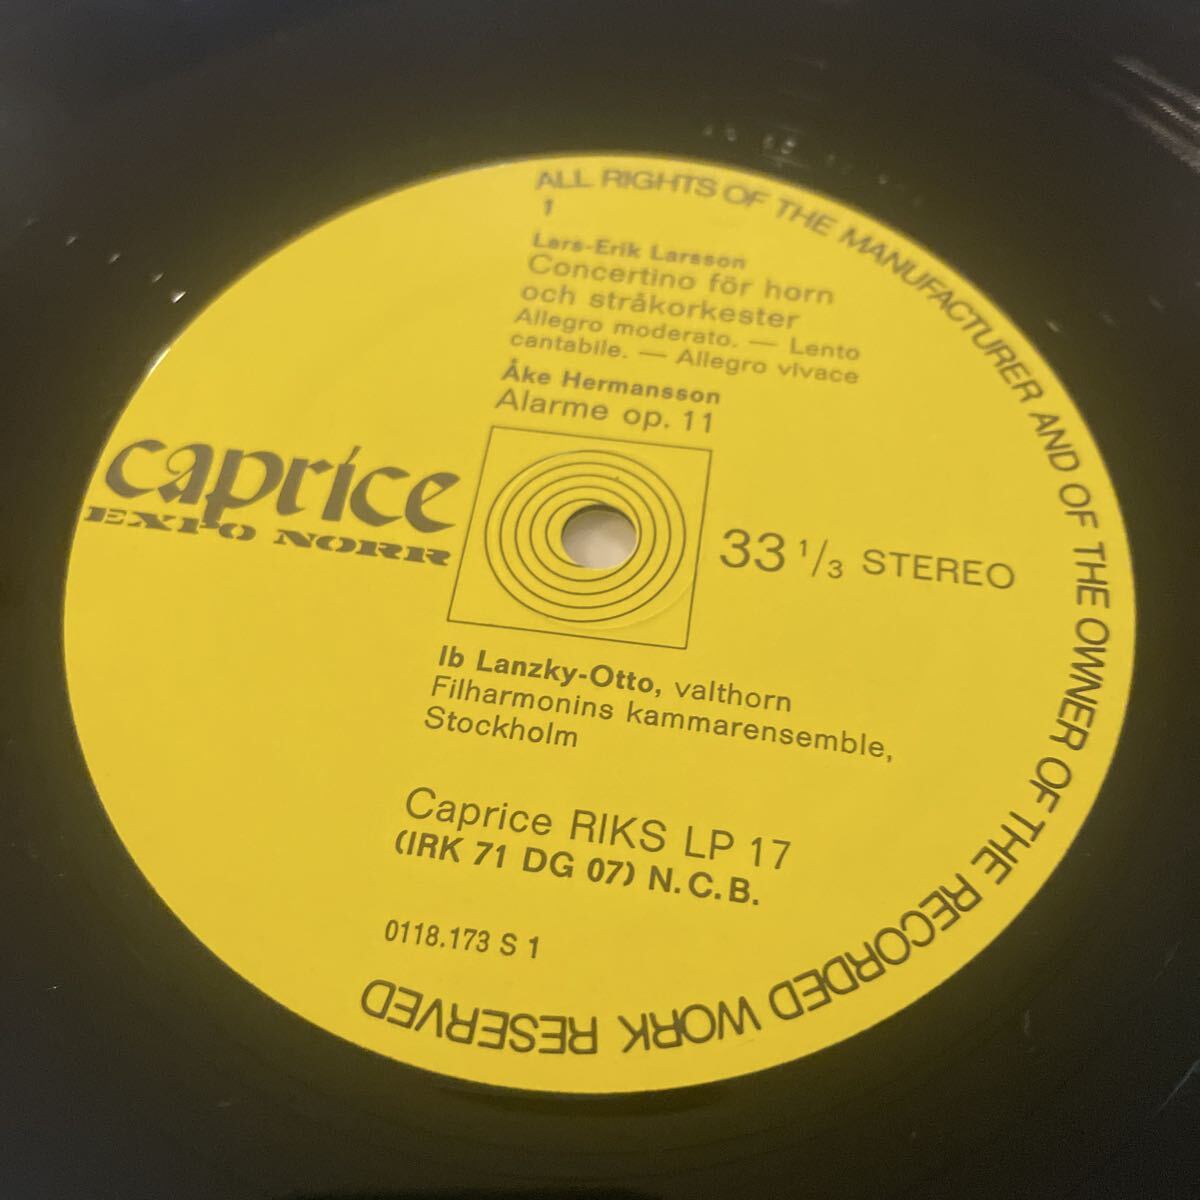 ALL RIGHTS OF THE MANUFACTURER AND OF THE OWNER OF THE RECORDED WORK RESERVED
1
Lars-Erik Larsson
Concertino för horn
och stråkorkester
Allegro moderato. — Lento
cantabile. — Allegro vivace
Åke Hermansson
Alarme op. 11
caprice
EXPO NORR
33 1/3 STEREO
Ib Lanzky-Otto, valthorn
Filharmonins kammarensemble,
Stockholm
Caprice RIKS LP 17
(IRK 71 DG 07) N.C.B.
0118.173 S 1